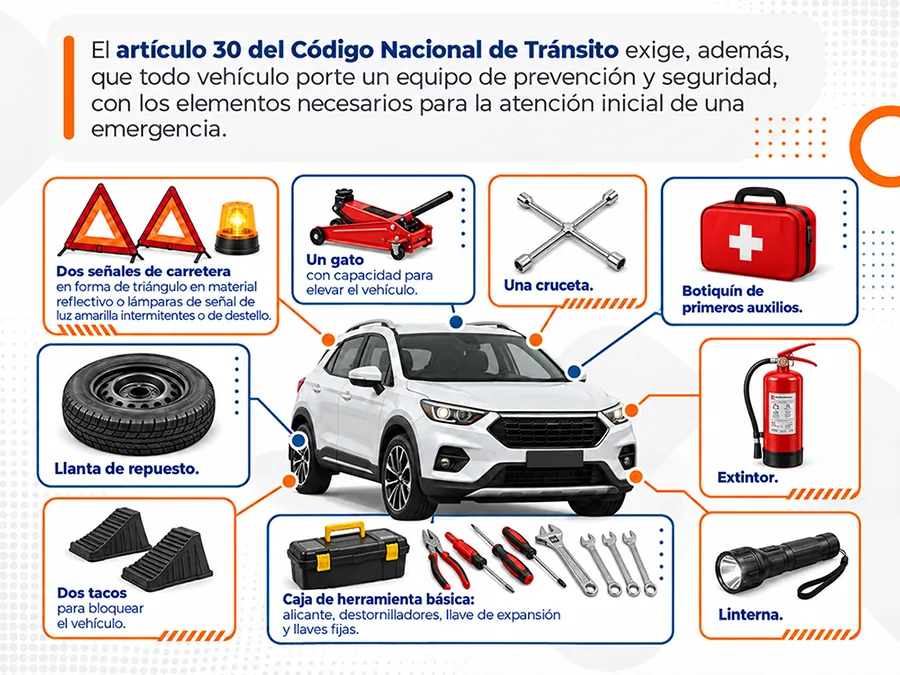 El artículo 30 del Código Nacional de Tránsito exige, además,
que todo vehículo porte un equipo de prevención y seguridad,
con los elementos necesarios para la atención inicial de una
emergencia.
Dos señales de carretera
en forma de triángulo en material
reflectivo o lámparas de señal de
luz amarilla intermitentes o de destello.
Un gato
con capacidad para
elevar el vehículo.
Una cruceta.
Botiquín de
primeros auxilios.
Llanta de repuesto.
Extintor.
Dos tacos
para bloquear
el vehículo.
Caja de herramienta básica:
alicante, destornilladores, llave de expansión
y llaves fijas.
Linterna.